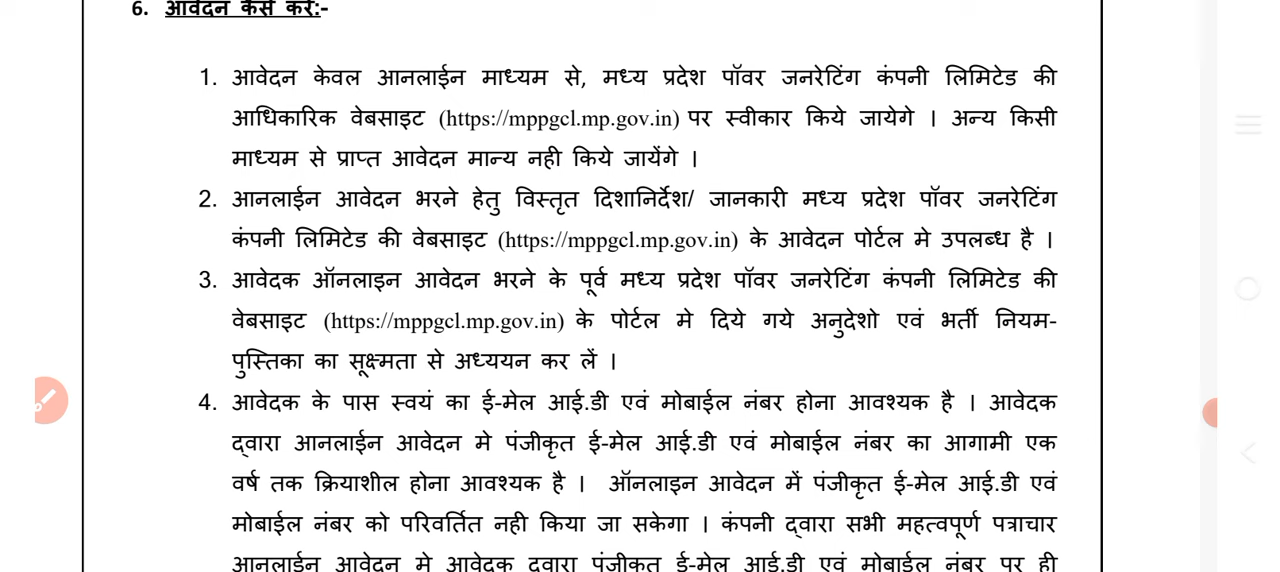 6. आवेदन कैसे करें:-
1. आवेदन केवल आनलाईन माध्यम से, मध्य प्रदेश पॉवर जनरेटिंग कंपनी लिमिटेड की
आधिकारिक वेबसाइट (https://mppgcl.mp.gov.in) पर स्वीकार किये जायेगे ।  अन्य किसी
माध्यम से प्राप्त आवेदन मान्य नही किये जायेंगे ।
2. आनलाईन आवेदन भरने हेतु विस्तृत दिशानिर्देश/ जानकारी मध्य प्रदेश पॉवर जनरेटिंग
कंपनी लिमिटेड की वेबसाइट (https://mppgcl.mp.gov.in) के आवेदन पोर्टल मे उपलब्ध है ।
3. आवेदक ऑनलाइन आवेदन भरने के पूर्व मध्य प्रदेश पॉवर जनरेटिंग कंपनी लिमिटेड की
वेबसाइट (https://mppgcl.mp.gov.in) के पोर्टल मे दिये गये अनुदेशो एवं भर्ती नियम-
पुस्तिका का सूक्ष्मता से अध्ययन कर लें ।
4. आवेदक के पास स्वयं का ई-मेल आई.डी एवं मोबाईल नंबर होना आवश्यक है । आवेदक
द्वारा आनलाईन आवेदन मे पंजीकृत ई-मेल आई.डी एवं मोबाईल नंबर का आगामी एक
वर्ष तक क्रियाशील होना आवश्यक है ।  ऑनलाइन आवेदन में पंजीकृत ई-मेल आई.डी एवं
मोबाईल नंबर को परिवर्तित नही किया जा सकेगा । कंपनी द्वारा सभी महत्वपूर्ण पत्राचार
आनलाईन आवेदन मे आवेदक द्वारा पंजीकृत ई-मेल आई.डी एवं मोबाईल नंबर पर ही